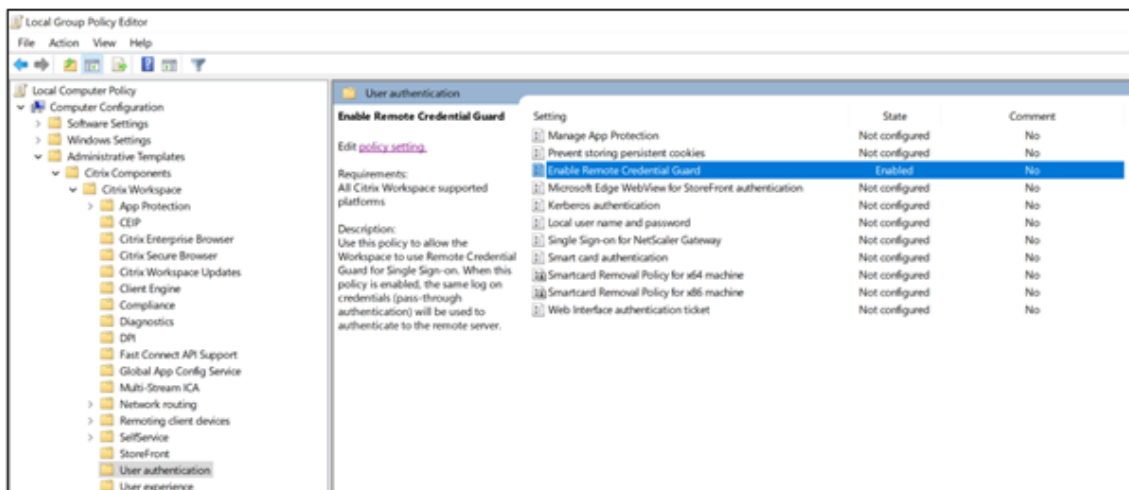 Local Group Policy Editor
File Action View Help
Local Computer Policy
Computer Configuration
Software Settings
Windows Settings
Administrative Templates
Citrix Components
Citrix Workspace
App Protection
CEIP
Citrix Enterprise Browser
Citrix Secure Browser
Citrix Workspace Updates
Client Engine
Compliance
Diagnostics
DPI
Fast Connect API Support
Global App Config Service
Multi-Stream ICA
Network routing
Remoting client devices
SelfService
StoreFront
User authentication
User experience
User authentication
Enable Remote Credential Guard
Edit policy setting
Requirements:
All Citrix Workspace supported
platforms
Description:
Use this policy to allow the
Workspace to use Remote Credential
Guard for Single Sign-on. When this
policy is enabled, the same log on
credentials (pass-through
authentication) will be used to
authenticate to the remote server.
Setting State Comment
Manage App Protection Not configured No
Prevent storing persistent cookies Not configured No
Enable Remote Credential Guard Enabled No
Microsoft Edge WebView for StoreFront authentication Not configured No
Kerberos authentication Not configured No
Local user name and password Not configured No
Single Sign-on for NetScaler Gateway Not configured No
Smart card authentication Not configured No
Smartcard Removal Policy for x64 machine Not configured No
Smartcard Removal Policy for x86 machine Not configured No
Web Interface authentication ticket Not configured No